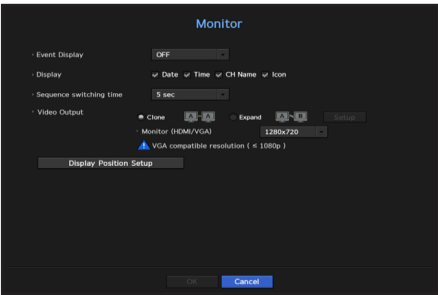 Monitor
· Event Display OFF
· Display Date Time CH Name Icon
· Sequence switching time 5 sec
· Video Output Clone A A Expand A B Setup
· Monitor (HDMI/VGA) 1280x720
VGA compatible resolution ( ≤ 1080p )
Display Position Setup
OK Cancel